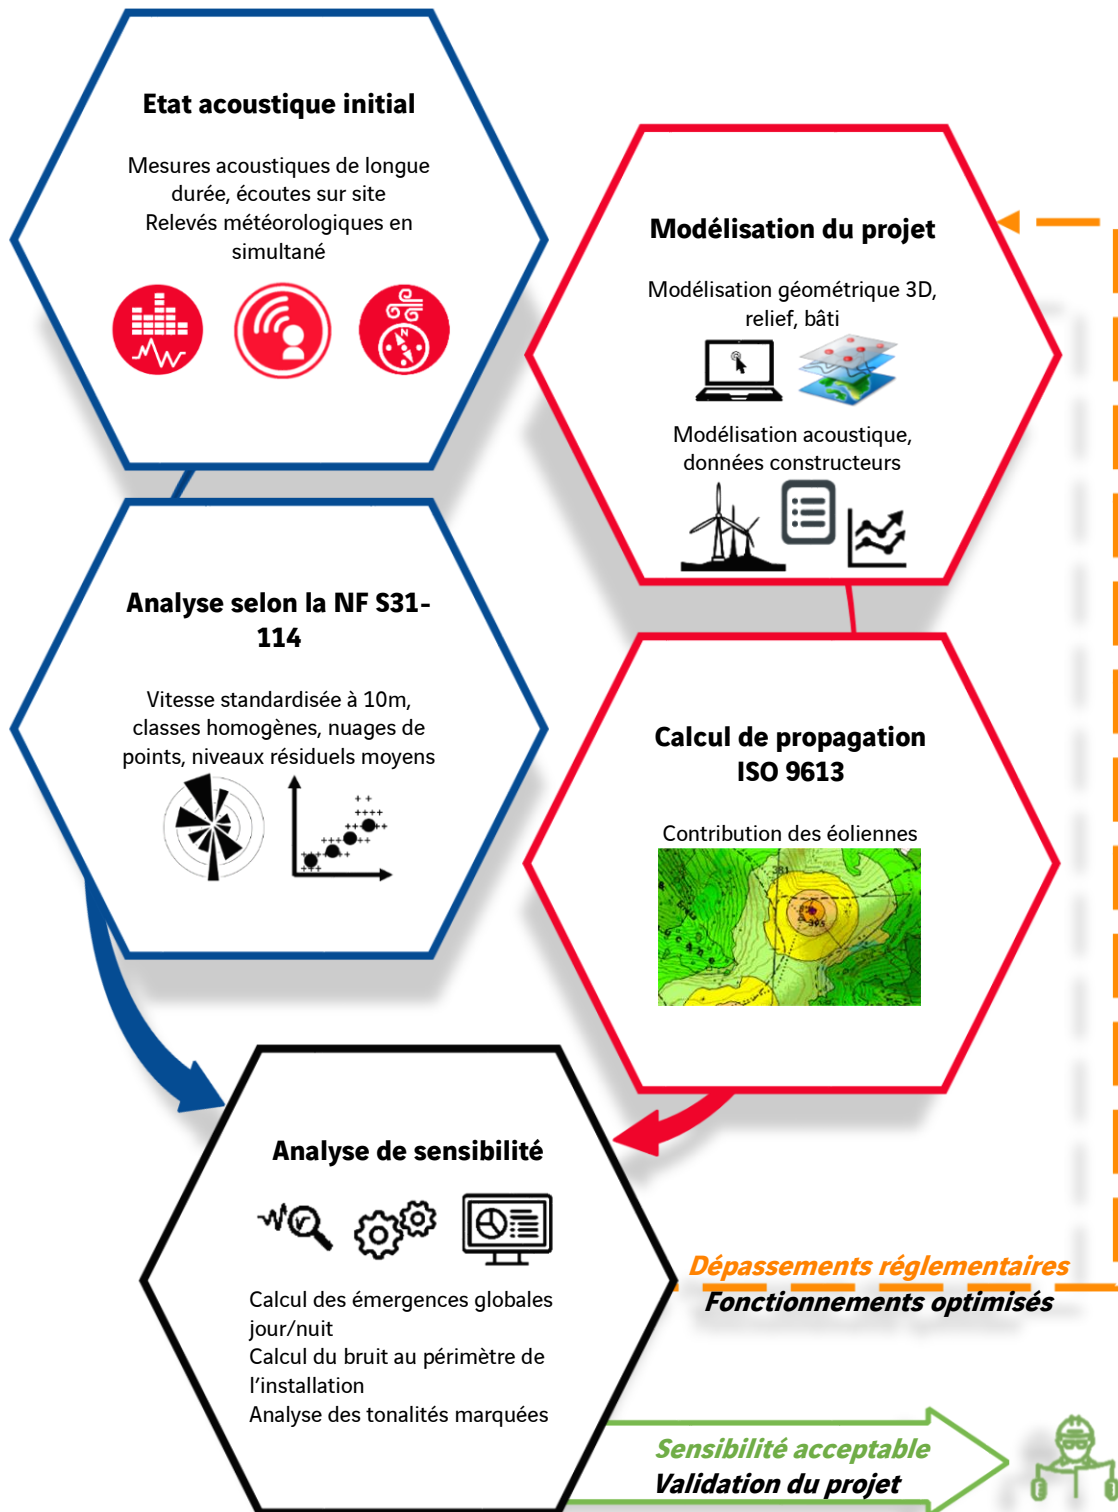 Etat acoustique initial
Mesures acoustiques de longue
durée, écoutes sur site
Relevés météorologiques en
simultané
N
Modélisation du projet
Modélisation géométrique 3D,
relief, bâti
Modélisation acoustique,
données constructeurs
Analyse selon la NF S31-
114
Vitesse standardisée à 10m,
classes homogènes, nuages de
points, niveaux résiduels moyens
Calcul de propagation
ISO 9613
Contribution des éoliennes
381
395
Analyse de sensibilité
Calcul des émergences globales
jour/nuit
Calcul du bruit au périmètre de
l'installation
Analyse des tonalités marquées
Dépassements réglementaires
Fonctionnements optimisés
Sensibilité acceptable
Validation du projet